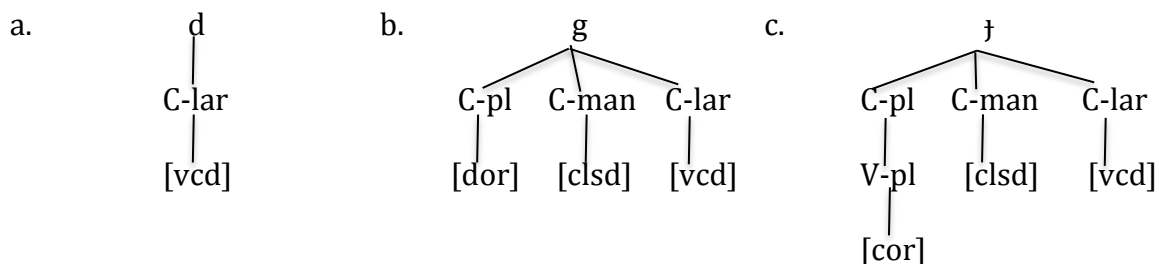 a. d b. g c. ɟ
C-lar C-pl C-man C-lar C-pl C-man C-lar
[vcd] [dor] [clsd] [vcd] V-pl [clsd] [vcd]
[cor]